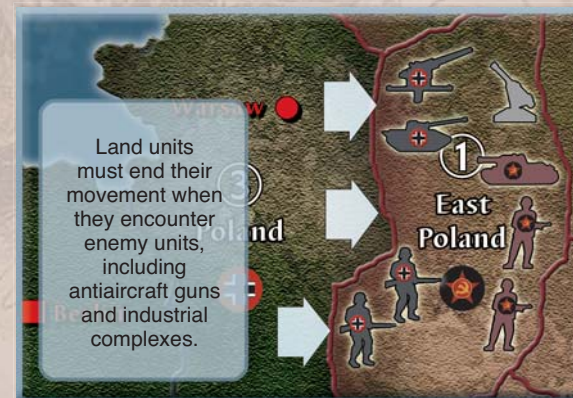 Warsaw
Land units
must end their
movement when
they encounter
enemy units,
including
antiaircraft guns
and industrial
complexes.
3
Poland
1
East
Poland